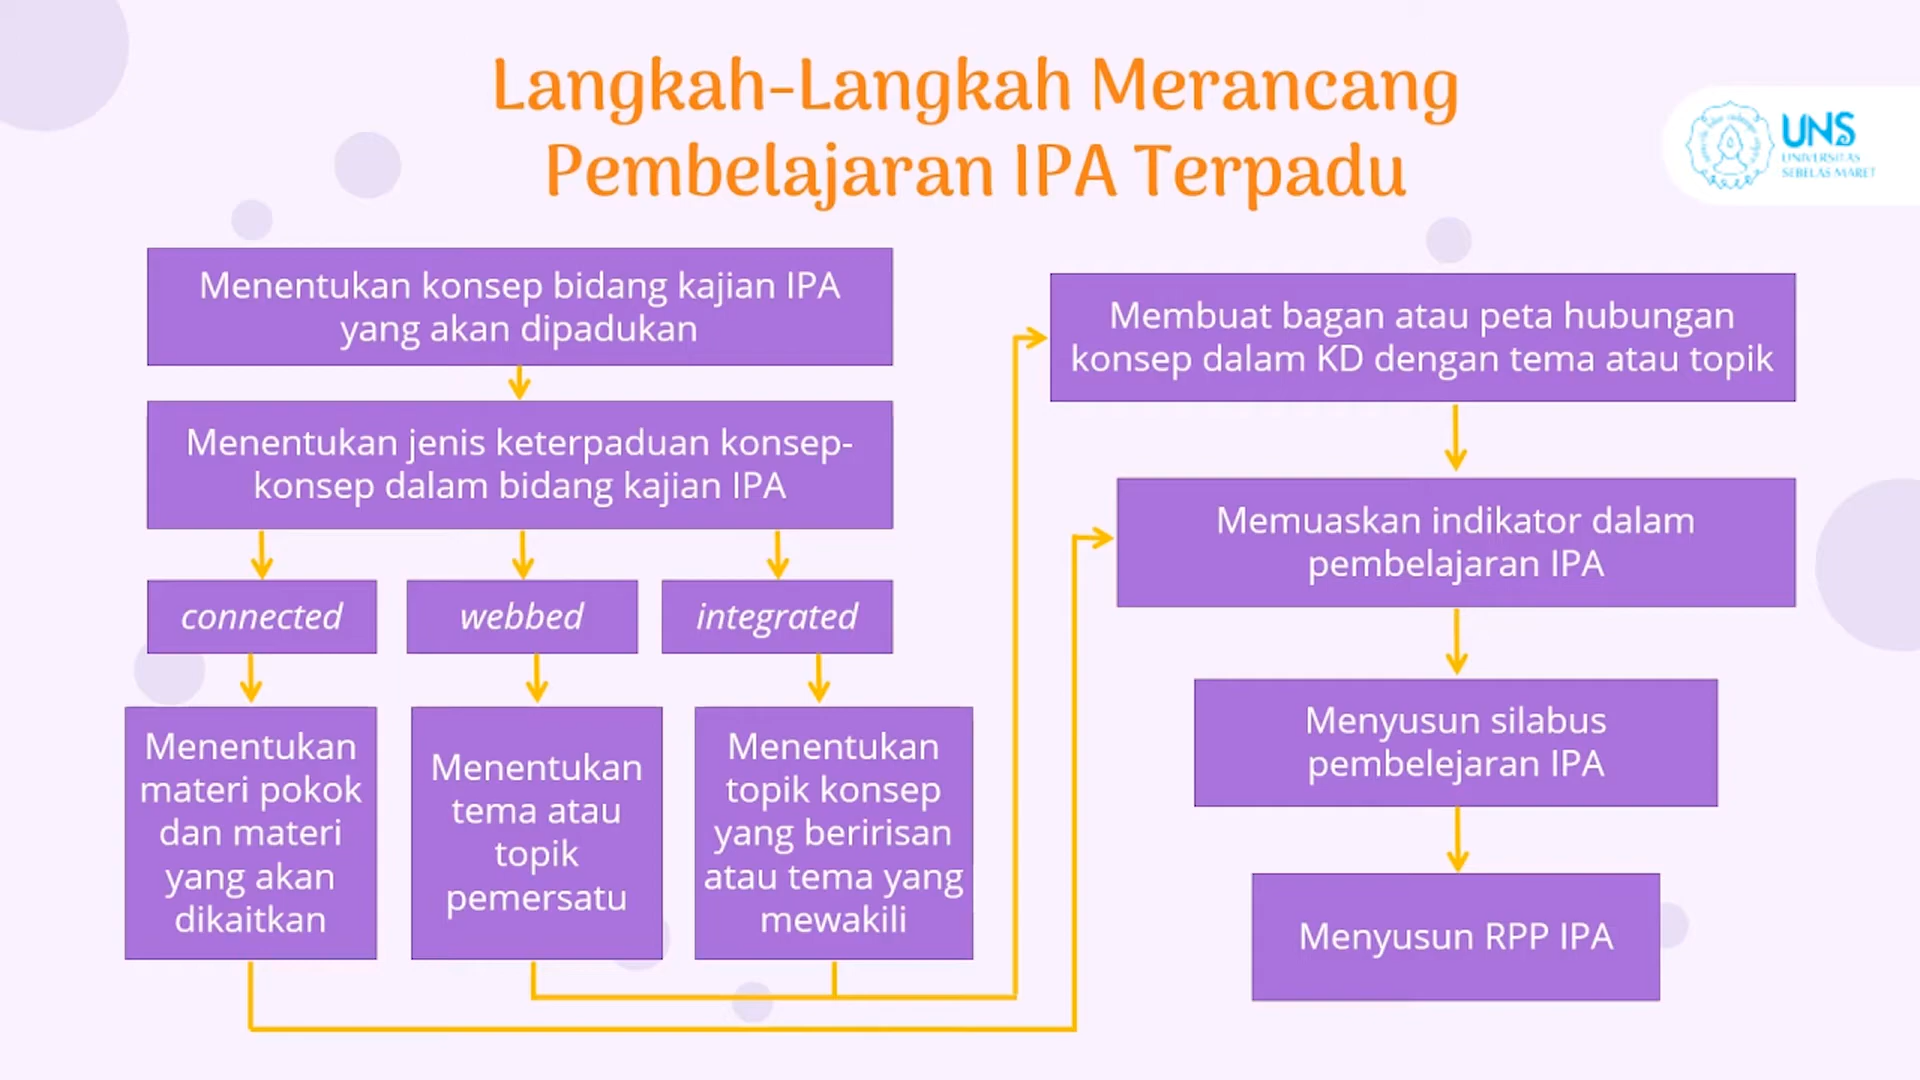 Langkah-Langkah Merancang
Pembelajaran IPA Terpadu
UNS
UNIVERSITAS
SEBELAS MARET
Menentukan konsep bidang kajian IPA
yang akan dipadukan
Menentukan jenis keterpaduan konsep-
konsep dalam bidang kajian IPA
connected
webbed
integrated
Menentukan
materi pokok
dan materi
yang akan
dikaitkan
Menentukan
tema atau
topik
pemersatu
Menentukan
topik konsep
yang beririsan
atau tema yang
mewakili
Membuat bagan atau peta hubungan
konsep dalam KD dengan tema atau topik
Memuaskan indikator dalam
pembelajaran IPA
Menyusun silabus
pembelejaran IPA
Menyusun RPP IPA